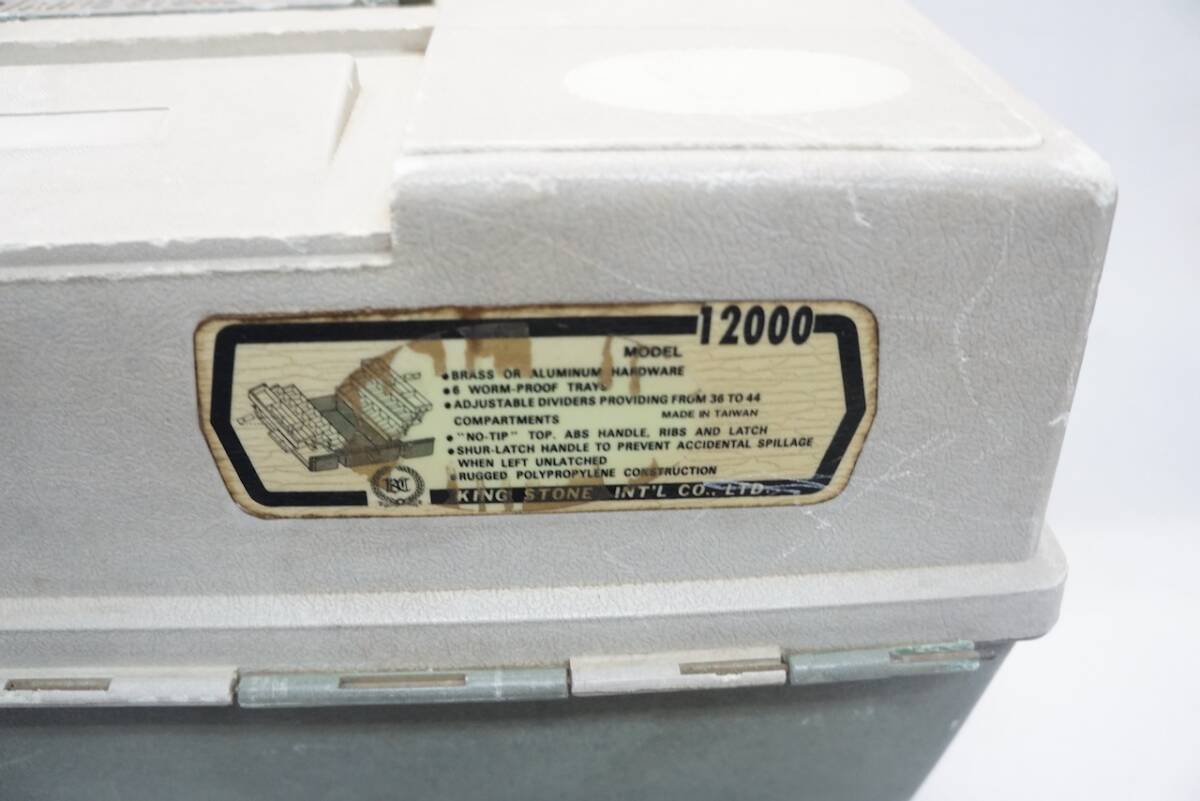 12000
MODEL
•BRASS OR ALUMINUM HARDWARE
•6 WORM-PROOF TRAYS
•ADJUSTABLE DIVIDERS PROVIDING FROM 36 TO 44
COMPARTMENTS MADE IN TAIWAN
•"NO-TIP" TOP. ABS HANDLE, RIBS AND LATCH
•SHUR-LATCH HANDLE TO PREVENT ACCIDENTAL SPILLAGE
WHEN LEFT UNLATCHED
•RUGGED POLYPROPYLENE CONSTRUCTION
KING STONE INT'L CO., LTD.